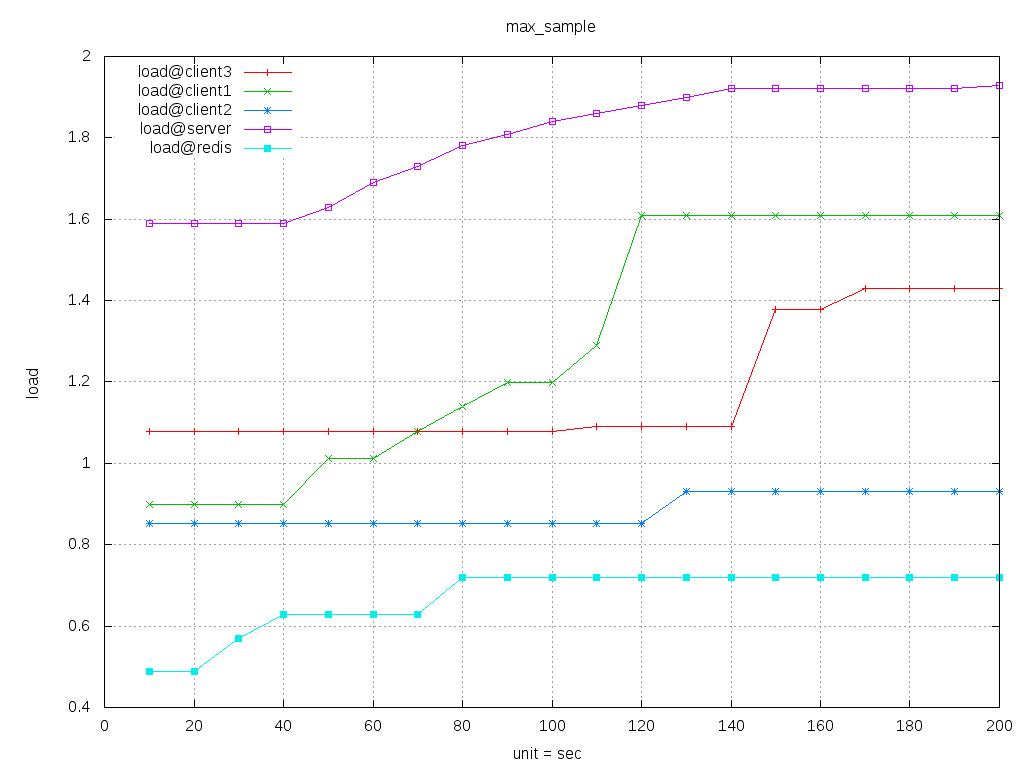 max_sample
load@client3
load@client1
load@client2
load@server
load@redis
2
1.8
1.6
1.4
1.2
1
0.8
0.6
0.4
load
0 20 40 60 80 100 120 140 160 180 200
unit = sec